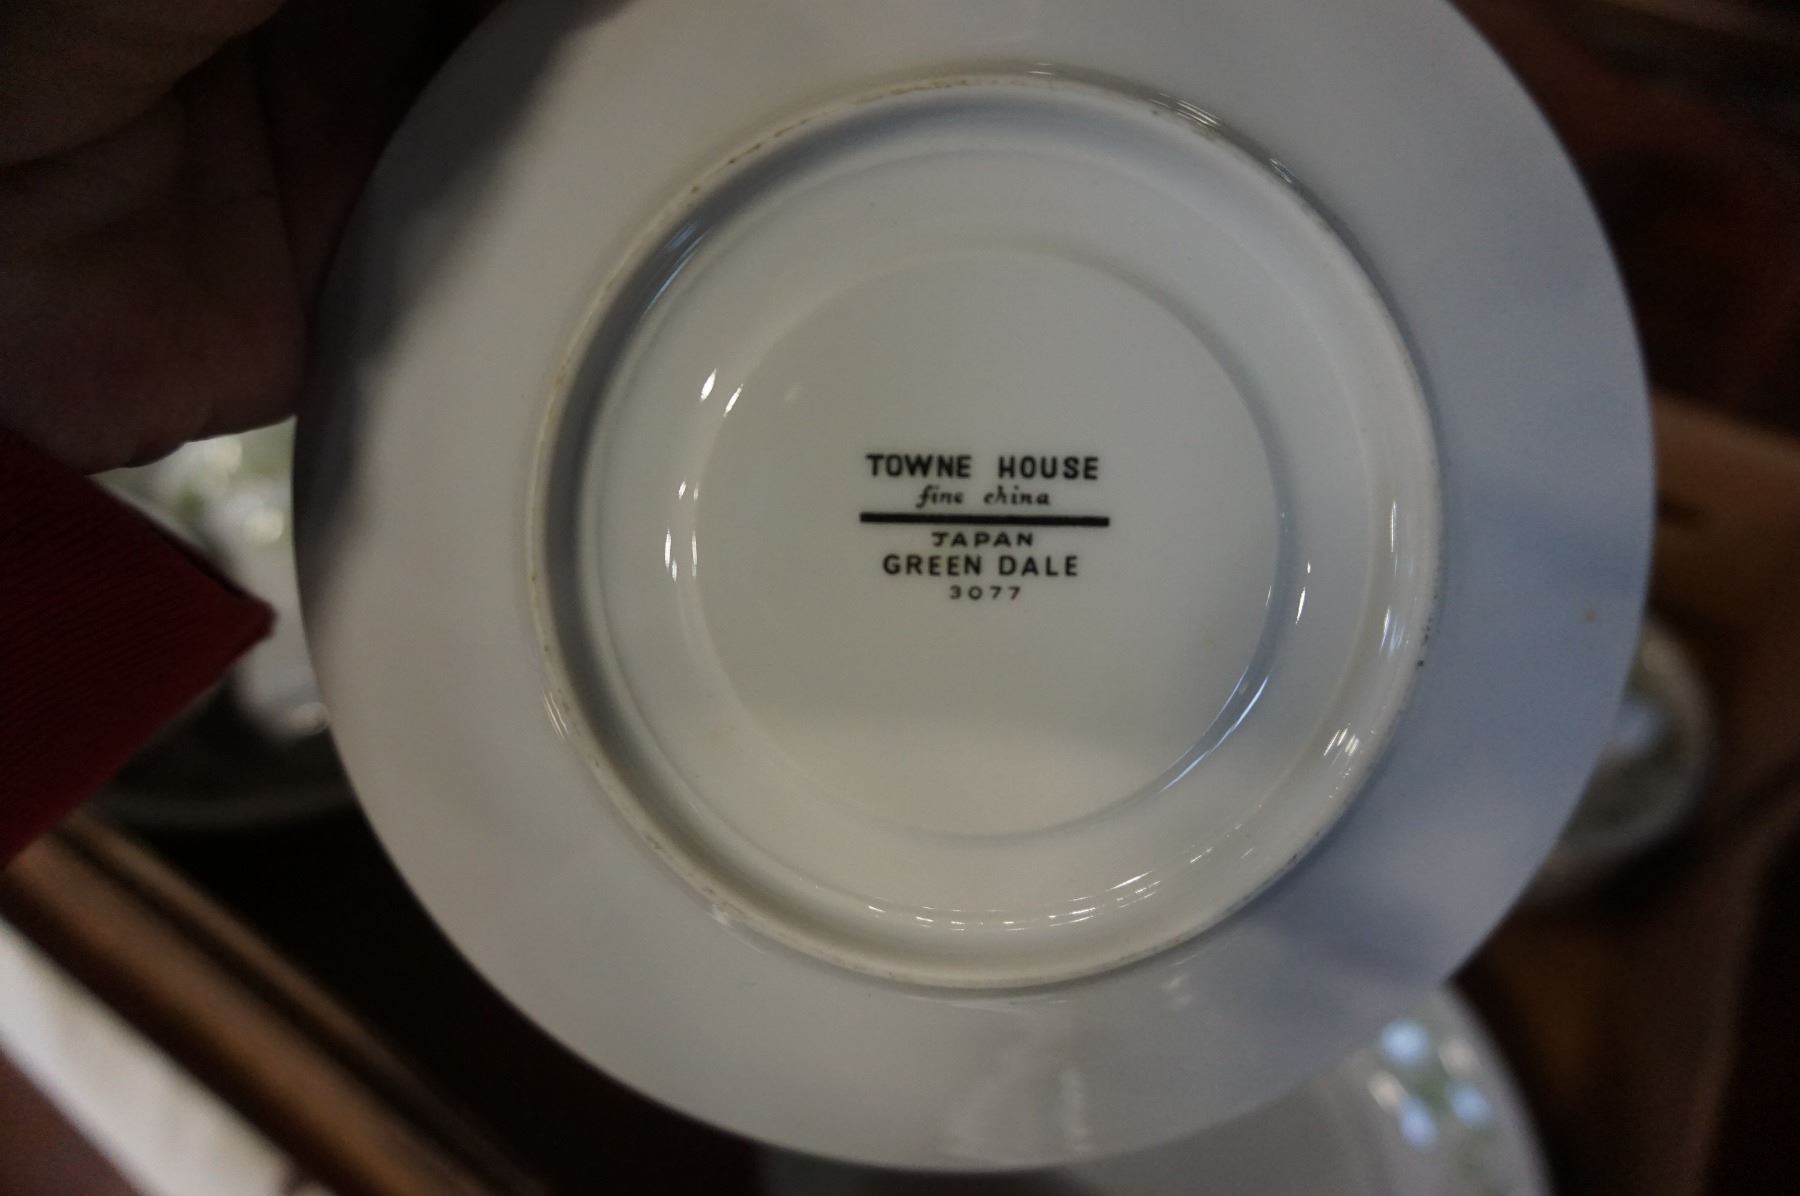 TOWNE HOUSE
fine china
JAPAN
GREEN DALE
3077